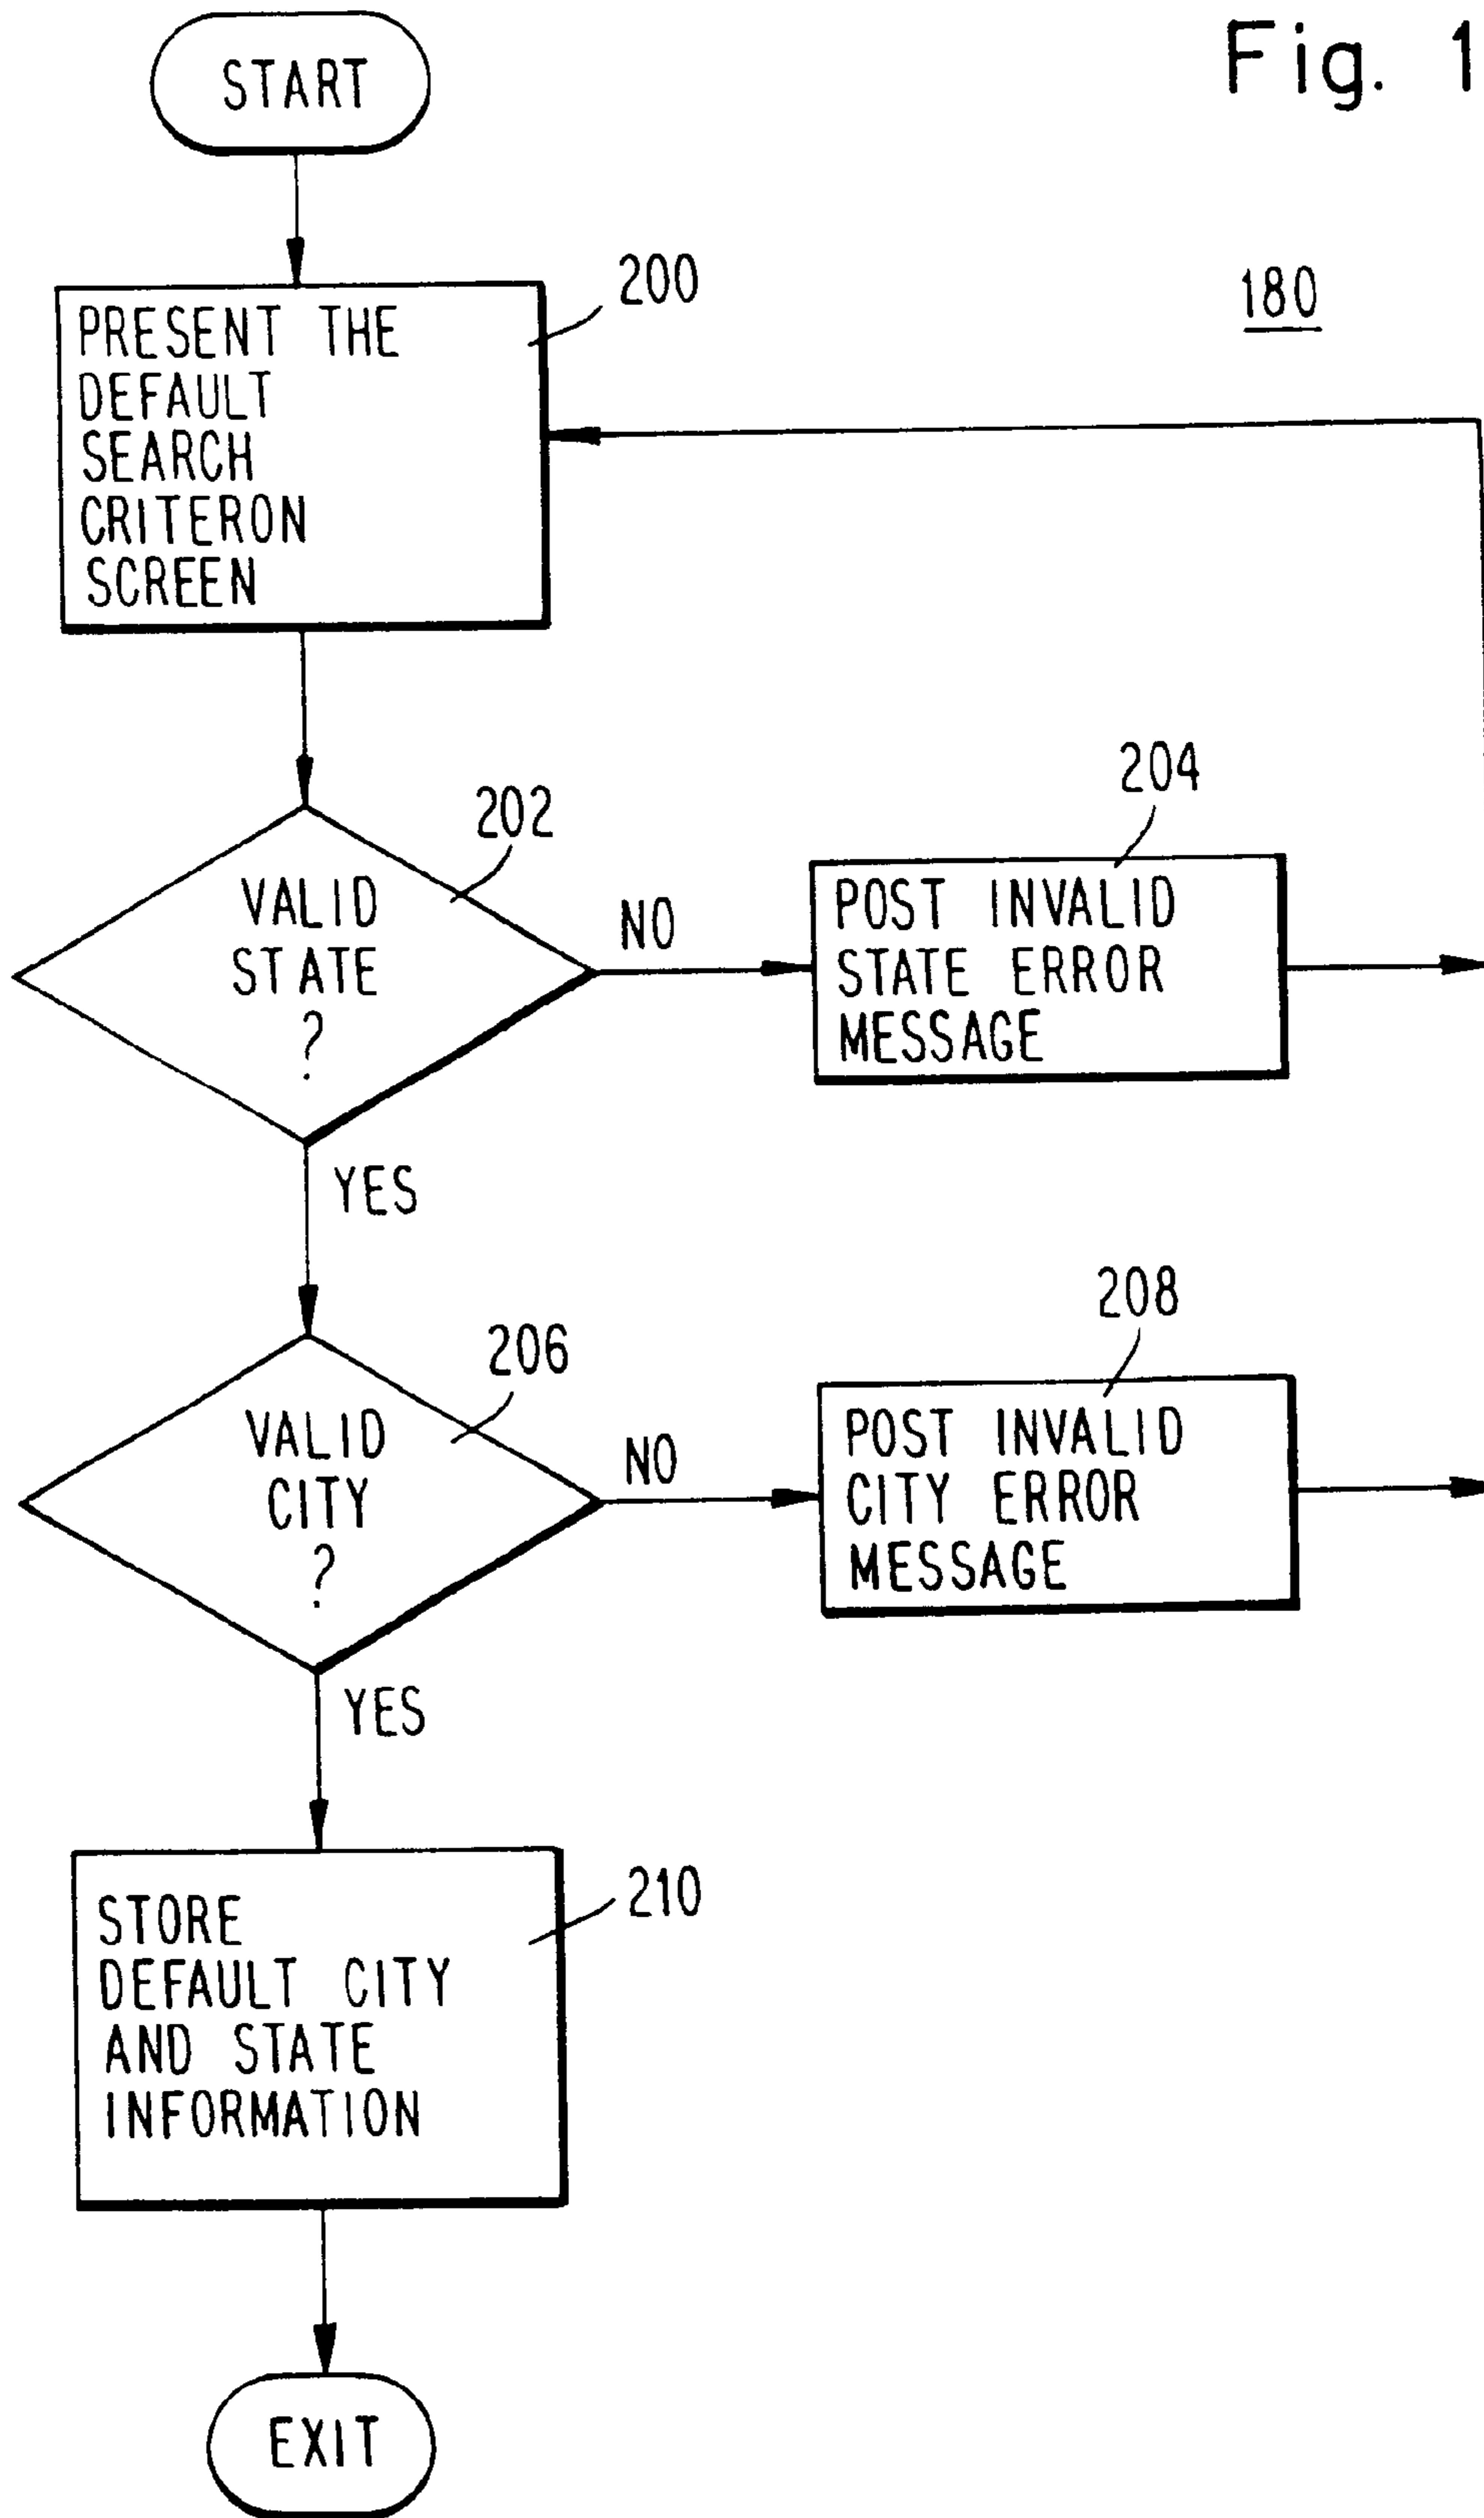 START
Fig. 1
200
180
PRESENT THE
DEFAULT
SEARCH
CRITERON
SCREEN
204
202
VALID
STATE
?
NO
POST INVALID
STATE ERROR
MESSAGE
YES
208
206
VALID
CITY
?
NO
POST INVALID
CITY ERROR
MESSAGE
YES
210
STORE
DEFAULT CITY
AND STATE
INFORMATION
EXIT